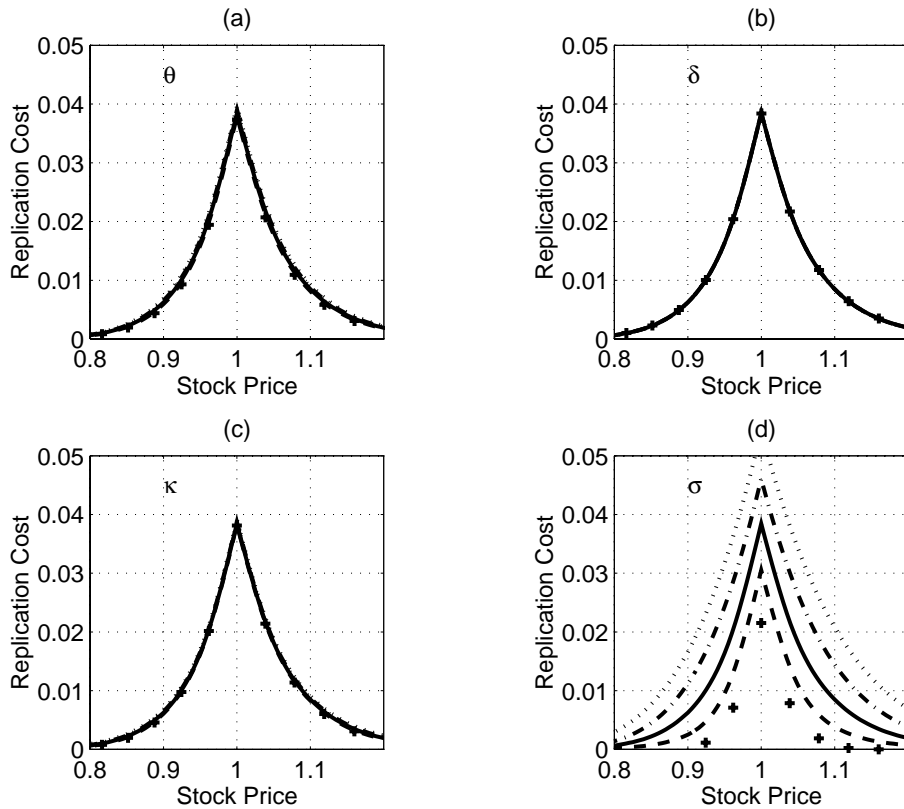 (a)
0.05
0.04
0.03
0.02
0.01
0
Replication Cost
θ
0.8 0.9 1 1.1
Stock Price
(b)
0.05
0.04
0.03
0.02
0.01
0
Replication Cost
δ
0.8 0.9 1 1.1
Stock Price
(c)
0.05
0.04
0.03
0.02
0.01
0
Replication Cost
κ
0.8 0.9 1 1.1
Stock Price
(d)
0.05
0.04
0.03
0.02
0.01
0
Replication Cost
σ
0.8 0.9 1 1.1
Stock Price